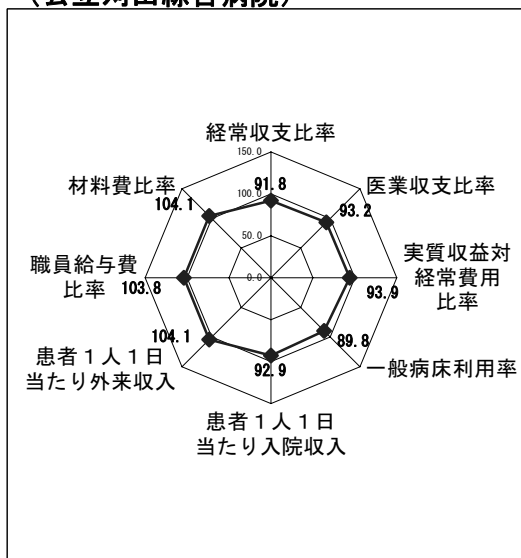 （公立刈田綜合病院）
経常収支比率
150.0
材料費比率
104.1
100.0
91.8
医業収支比率
93.2
50.0
職員給与費
比率
103.8
0.0
実質収益対
経常費用
比率
93.9
104.1
患者１人１日
当たり外来収入
92.9
89.8
一般病床利用率
患者１人１日
当たり入院収入